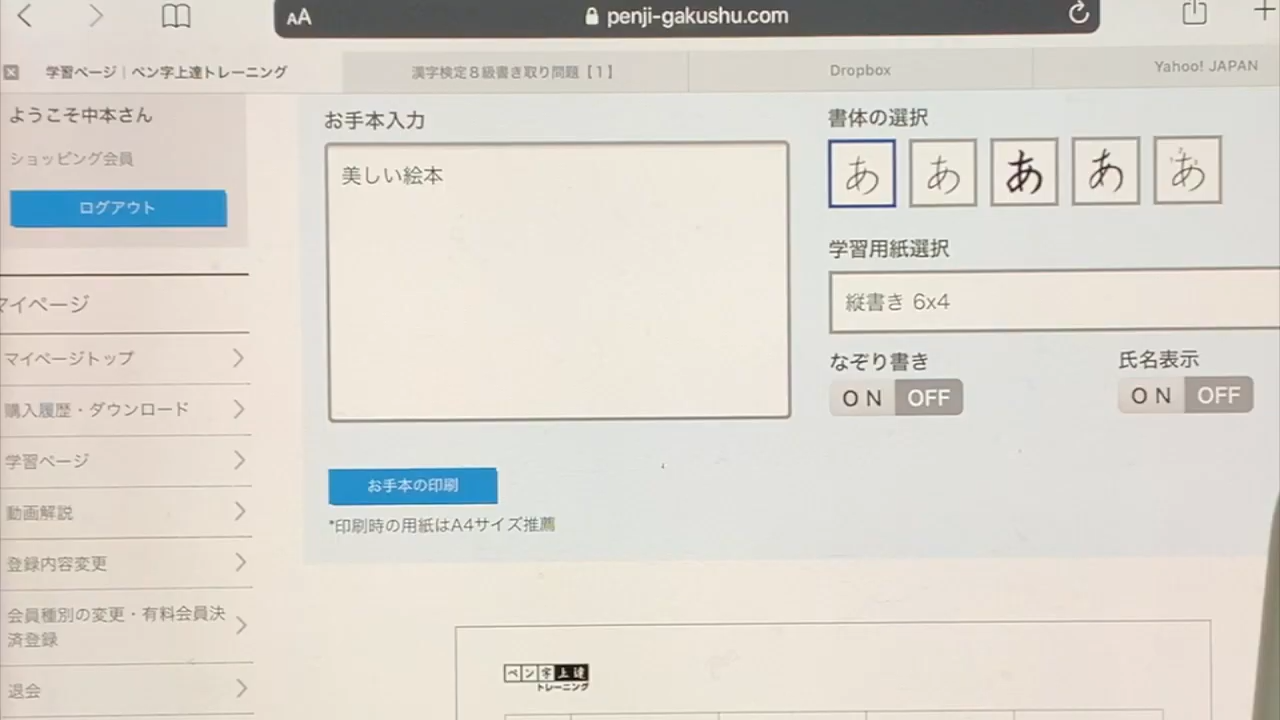 AA penji-gakushu.com
学習ページ｜ペン字上達トレーニング
漢字検定８級書き取り問題【1】
Dropbox
Yahoo! JAPAN
ようこそ中本さん
ショッピング会員
ログアウト
マイページ
マイページトップ
購入履歴・ダウンロード
学習ページ
動画解説
登録内容変更
会員種別の変更・有料会員決
済登録
退会
お手本入力
美しい絵本
お手本の印刷
*印刷時の用紙はA4サイズ推薦
書体の選択
あ あ あ あ あ
学習用紙選択
縦書き 6x4
なぞり書き
ON OFF
氏名表示
ON OFF
ペン字上達
トレーニング